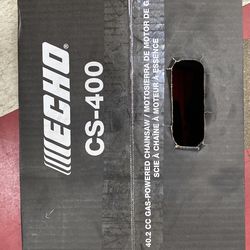 ECHO
CS-400
40.2 CC GAS-POWERED CHAINSAW / MOTOSIERRA DE MOTOR DE
SCIE À CHAÎNE À MOTEUR À ESSENCE